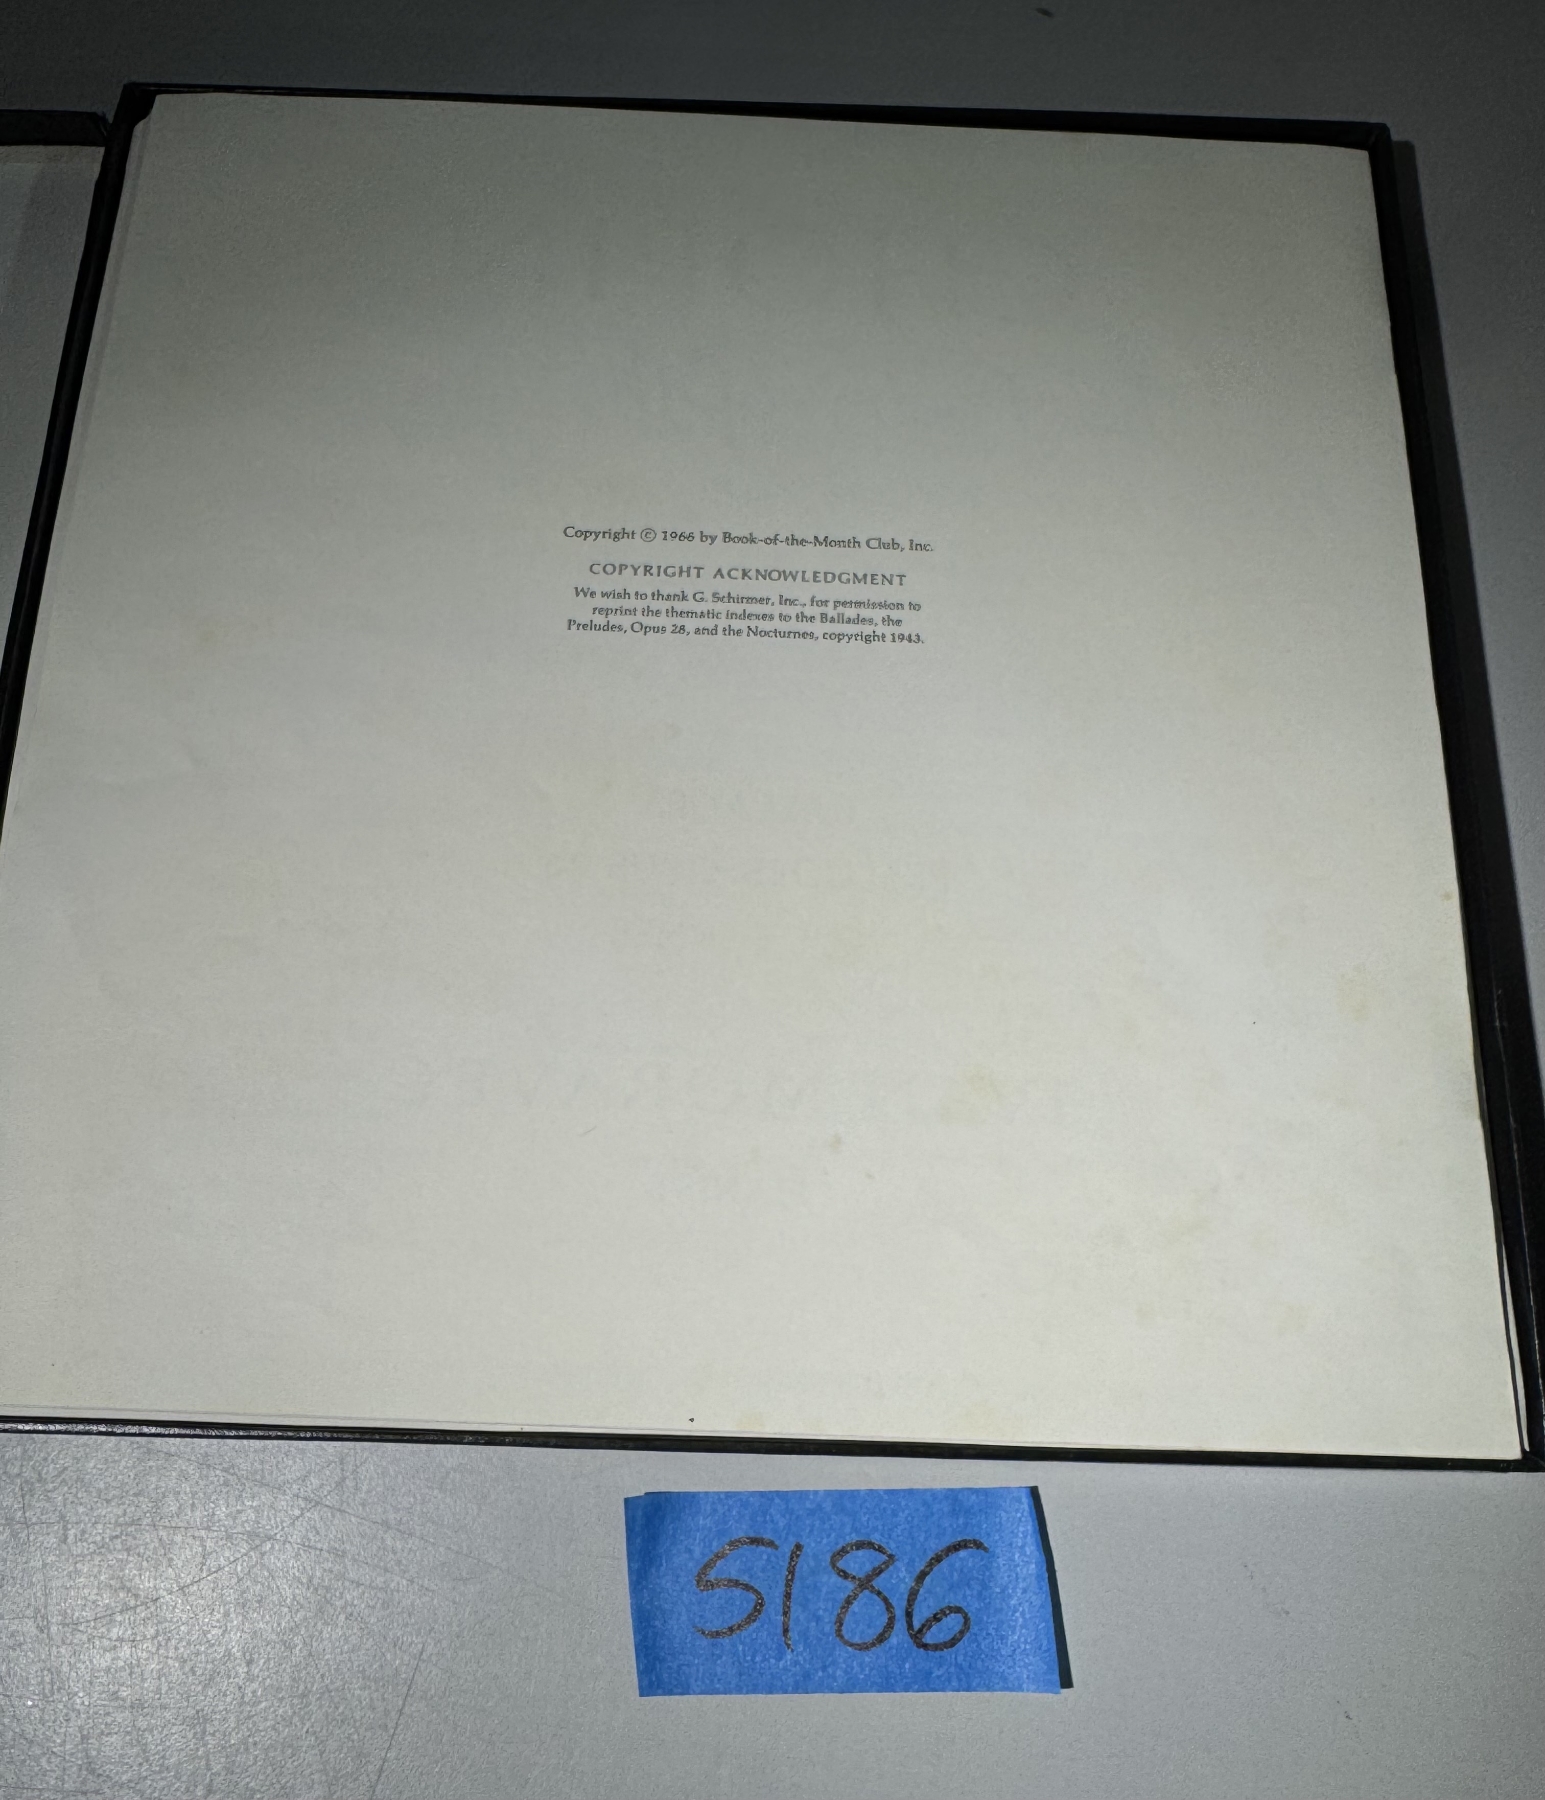 Copyright © 1966 by Book-of-the-Month Club, Inc.
COPYRIGHT ACKNOWLEDGMENT
We wish to thank G. Schirmer, Inc., for permission to
reprint the thematic indexes to the Ballades, the
Preludes, Opus 28, and the Nocturnes, copyright 1943.
5186